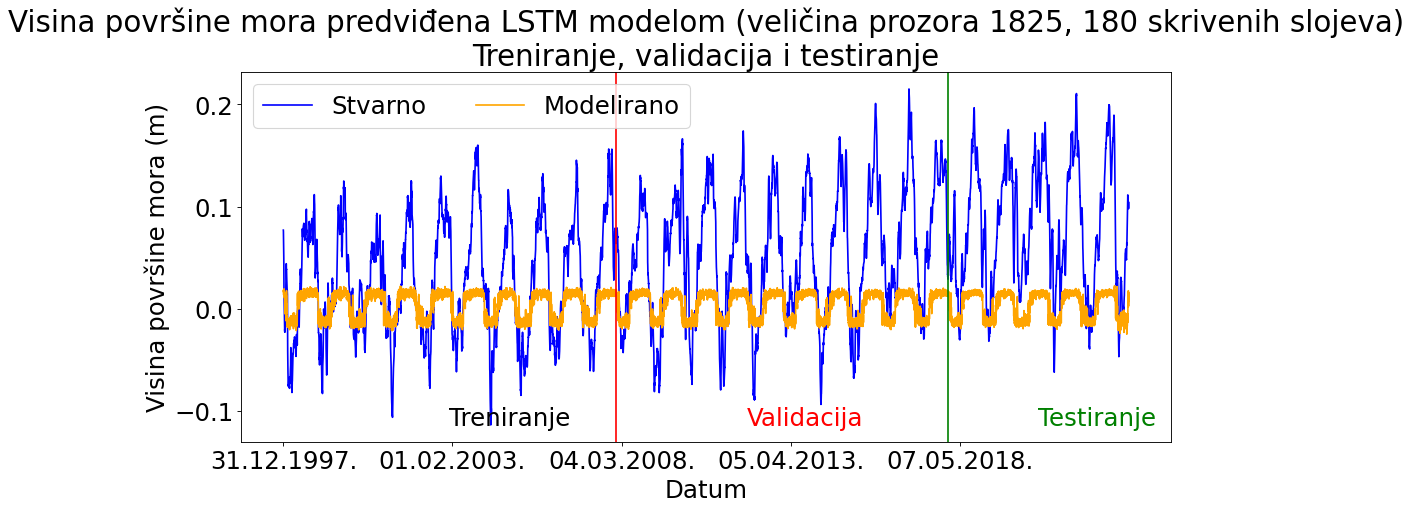 Visina površine mora predviđena LSTM modelom (veličina prozora 1825, 180 skrivenih slojeva)
Treniranje, validacija i testiranje
Stvarno
Modelirano
Visina površine mora (m)
0.2
0.1
0.0
−0.1
Treniranje
Validacija
Testiranje
31.12.1997.
01.02.2003.
04.03.2008.
05.04.2013.
07.05.2018.
Datum